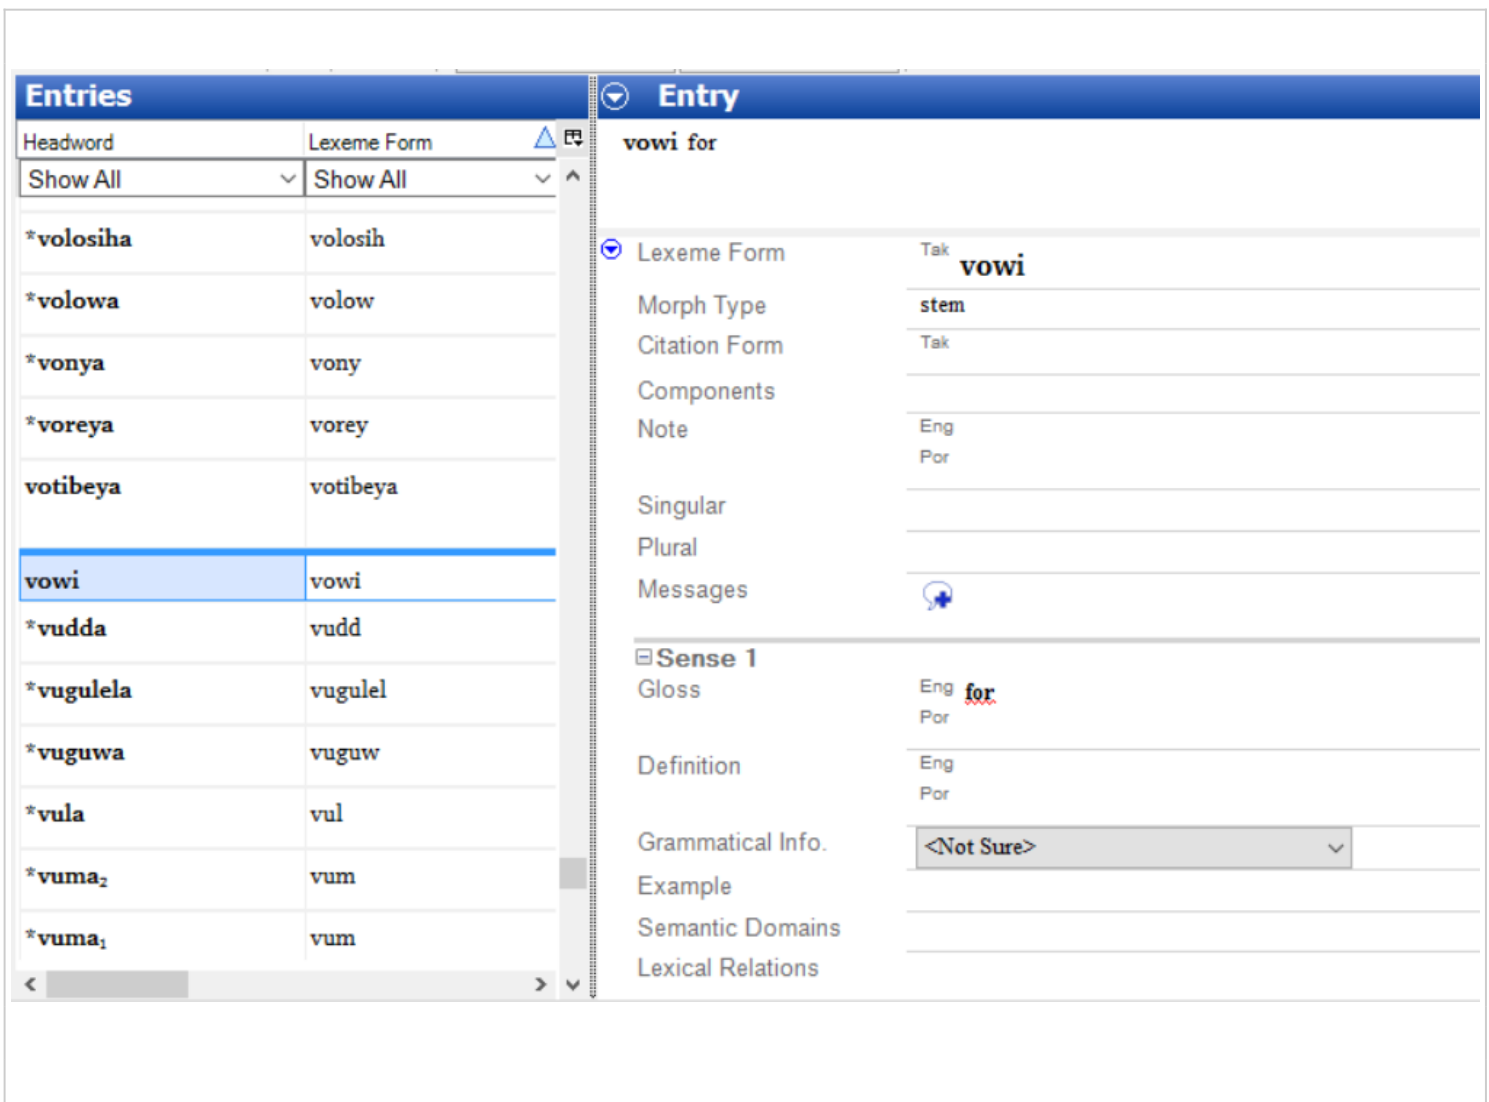 Entries
Headword Lexeme Form
Show All Show All
*volosiha volosih
*volowa volow
*vonya vony
*voreya vorey
votibeya votibeya
vowi vowi
*vudda vudd
*vugulela vugulel
*vuguwa vuguw
*vula vul
*vuma₂ vum
*vuma₁ vum
Entry
vowi for
Lexeme Form Tak vowi
Morph Type stem
Citation Form Tak
Components
Note Eng
Por
Singular
Plural
Messages
Sense 1
Gloss Eng for
Por
Definition Eng
Por
Grammatical Info. <Not Sure>
Example
Semantic Domains
Lexical Relations